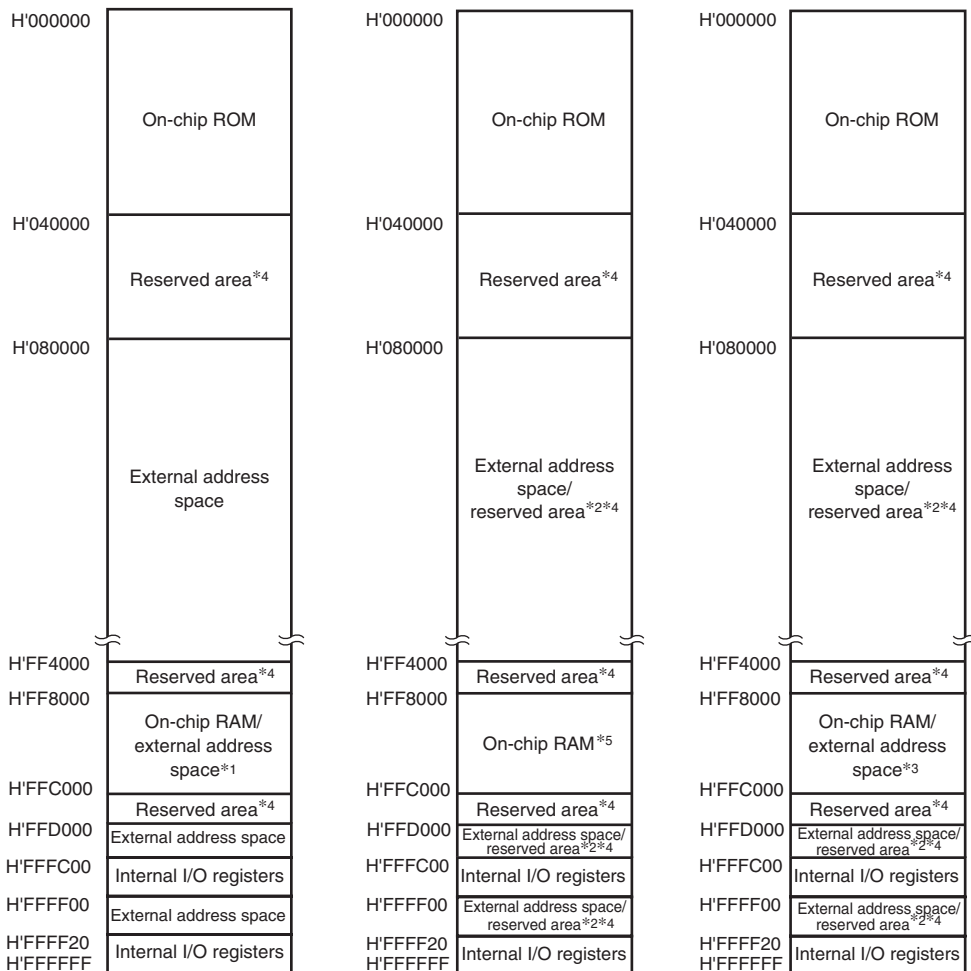 H'000000
On-chip ROM
H'040000
Reserved area*4
H'080000
External address
space
H'FF4000
Reserved area*4
H'FF8000
On-chip RAM/
external address
space*1
H'FFC000
Reserved area*4
H'FFD000
External address space
H'FFFC00
Internal I/O registers
H'FFFF00
External address space
H'FFFF20
Internal I/O registers
H'FFFFFF
H'000000
On-chip ROM
H'040000
Reserved area*4
H'080000
External address
space/
reserved area*2*4
H'FF4000
Reserved area*4
H'FF8000
On-chip RAM*5
H'FFC000
Reserved area*4
H'FFD000
External address space/
reserved area*2*4
H'FFFC00
Internal I/O registers
H'FFFF00
External address space/
reserved area*2*4
H'FFFF20
Internal I/O registers
H'FFFFFF
H'000000
On-chip ROM
H'040000
Reserved area*4
H'080000
External address
space/
reserved area*2*4
H'FF4000
Reserved area*4
H'FF8000
On-chip RAM/
external address
space*3
H'FFC000
Reserved area*4
H'FFD000
External address space/
reserved area*2*4
H'FFFC00
Internal I/O registers
H'FFFF00
External address space/
reserved area*2*4
H'FFFF20
Internal I/O registers
H'FFFFFF